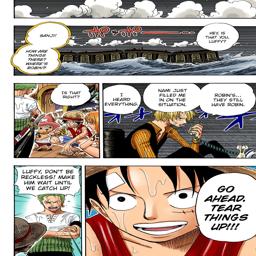 SANJI!
HOW ARE
THINGS
THERE?
WHERE'S
ROBIN?
HEY, IS
THAT YOU,
LUFFY?
IS THAT
RIGHT?
I HEARD
EVERYTHING.
NAMI JUST
FILLED ME
IN ON THE
SITUATION.
ROBIN'S...
THEY STILL
HAVE ROBIN.
LUFFY, DON'T BE
RECKLESS! MAKE
HIM WAIT UNTIL
WE CATCH UP!
GO
AHEAD.
TEAR
THINGS
UP!!!